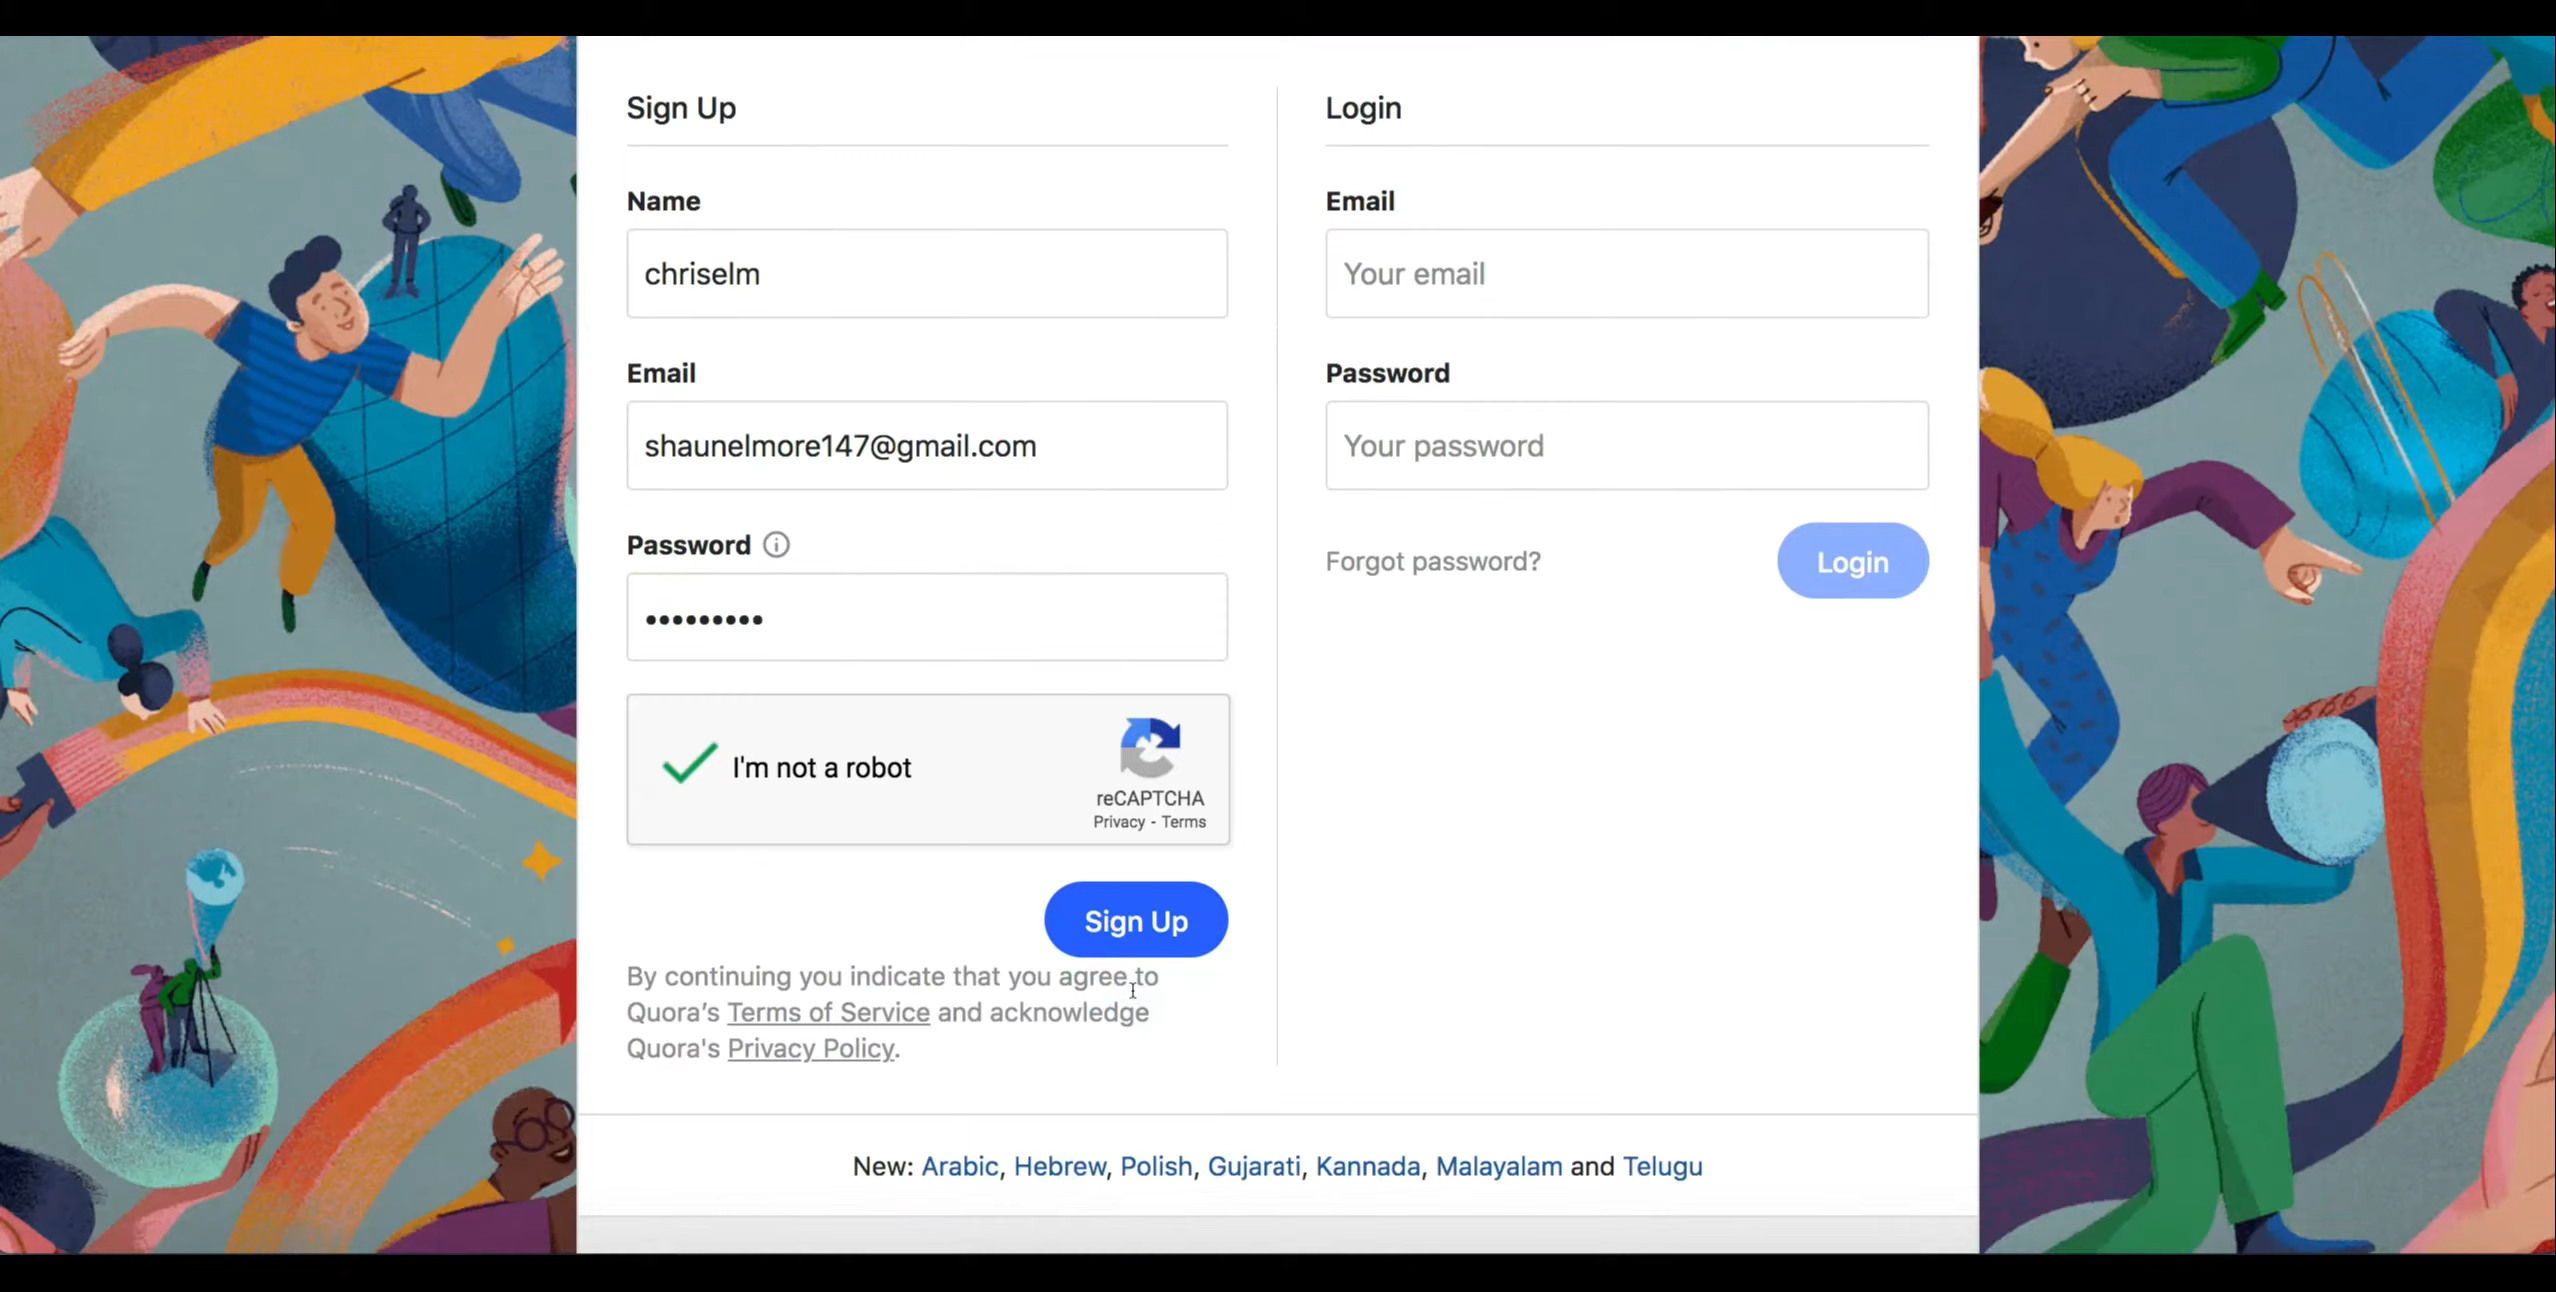 Sign Up
Name
chriselm
Email
shaunelmore147@gmail.com
Password
•••••••••
I'm not a robot
reCAPTCHA
Privacy - Terms
Sign Up
By continuing you indicate that you agree to
Quora’s Terms of Service and acknowledge
Quora's Privacy Policy.
Login
Email
Your email
Password
Your password
Forgot password?
Login
New: Arabic, Hebrew, Polish, Gujarati, Kannada, Malayalam and Telugu